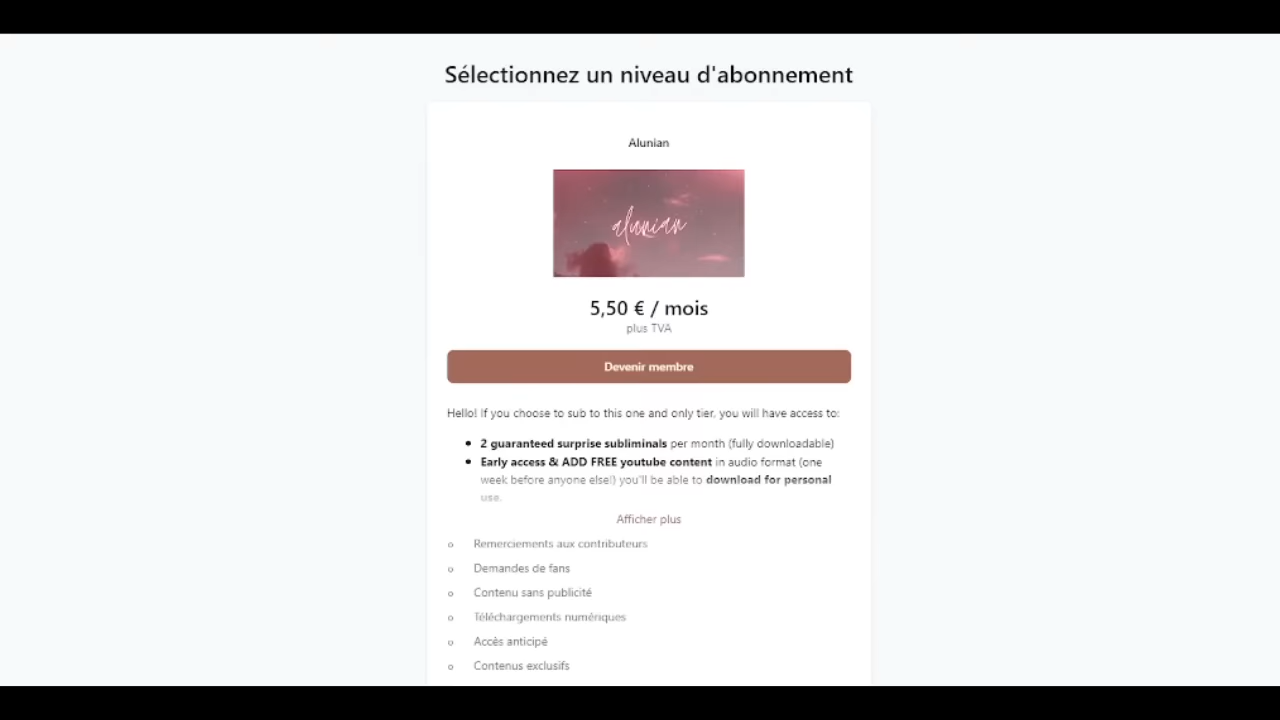 Sélectionnez un niveau d'abonnement
Alunian
alunian
5,50 € / mois
plus TVA
Devenir membre
Hello! If you choose to sub to this one and only tier, you will have access to:
• 2 guaranteed surprise subliminals per month (fully downloadable)
• Early access & ADD FREE youtube content in audio format (one
week before anyone else!) you'll be able to download for personal
use.
Afficher plus
Remerciements aux contributeurs
Demandes de fans
Contenu sans publicité
Téléchargements numériques
Accès anticipé
Contenus exclusifs